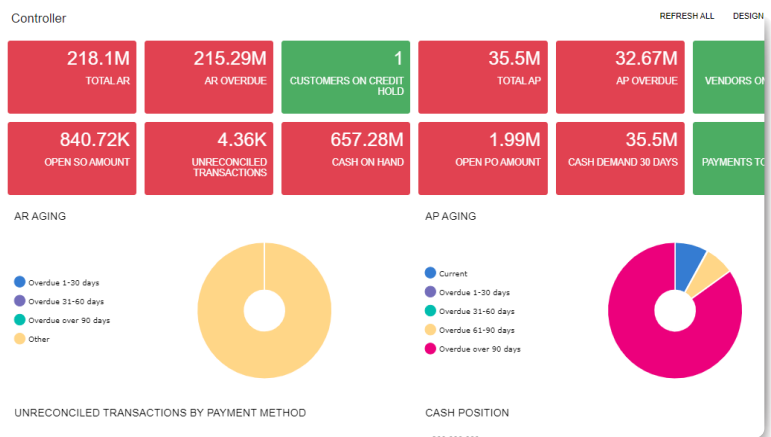 Controller
REFRESH ALL
DESIGN
218.1M
TOTAL AR
215.29M
AR OVERDUE
1
CUSTOMERS ON CREDIT
HOLD
35.5M
TOTAL AP
32.67M
AP OVERDUE
VENDORS
840.72K
OPEN SO AMOUNT
4.36K
UNRECONCILED
TRANSACTIONS
657.28M
CASH ON HAND
1.99M
OPEN PO AMOUNT
35.5M
CASH DEMAND 30 DAYS
PAYMENTS TO
AR AGING
Overdue 1-30 days
Overdue 31-60 days
Overdue over 90 days
Other
AP AGING
Current
Overdue 1-30 days
Overdue 31-60 days
Overdue 61-90 days
Overdue over 90 days
UNRECONCILED TRANSACTIONS BY PAYMENT METHOD
CASH POSITION